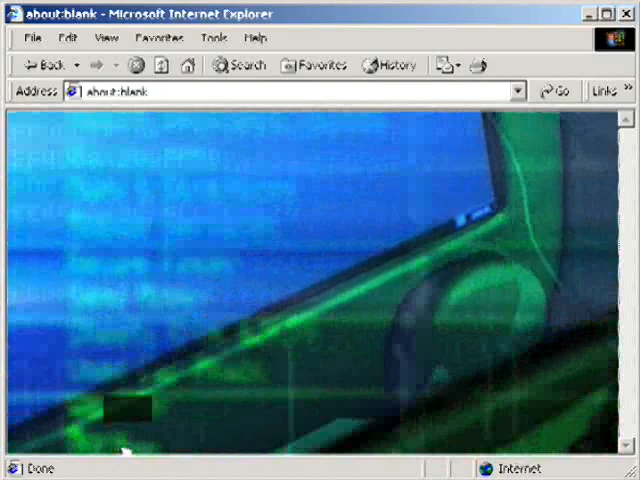 about:blank - Microsoft Internet Explorer
File Edit View Favorites Tools Help
Back Search Favorites History
Address about:blank Go Links »
Done Internet